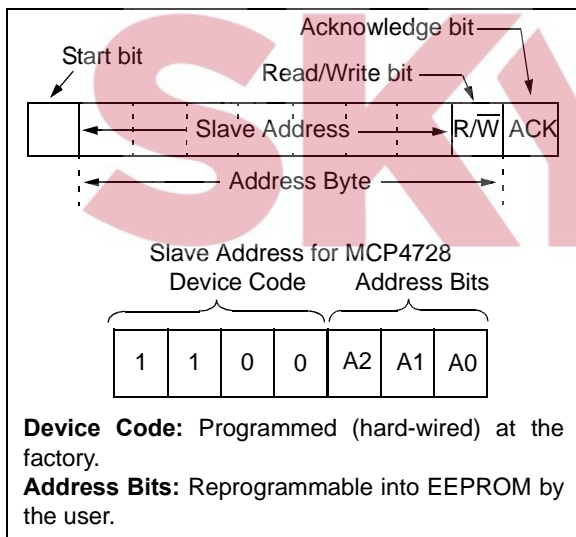 Acknowledge bit
Start bit
Read/Write bit
Slave Address R/W̅ ACK
Address Byte
Slave Address for MCP4728
Device Code Address Bits
1 1 0 0 A2 A1 A0
Device Code: Programmed (hard-wired) at the
factory.
Address Bits: Reprogrammable into EEPROM by
the user.
SKY